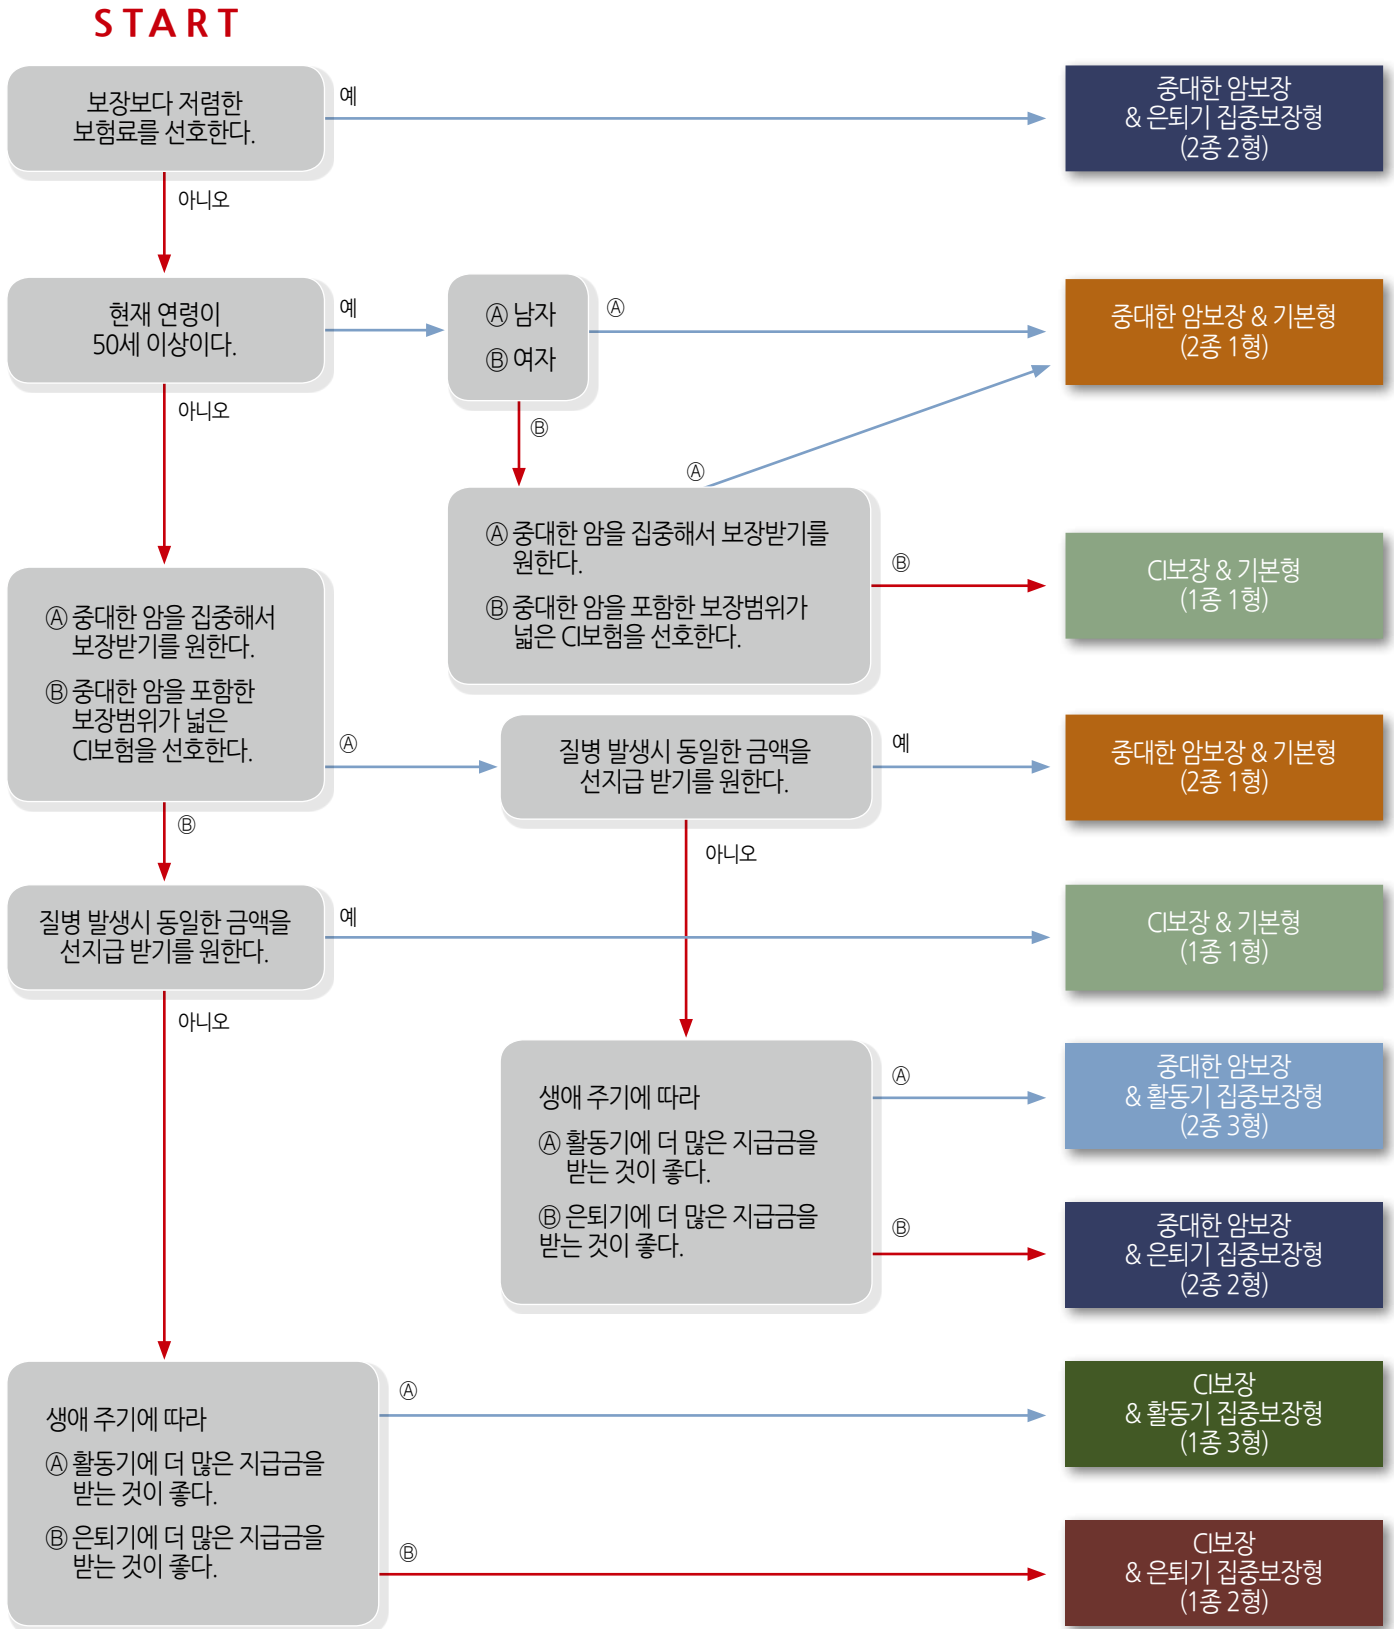 START
보장보다 저렴한
보험료를 선호한다.
예
중대한 암보장
& 은퇴기 집중보장형
(2종 2형)
아니오
현재 연령이
50세 이상이다.
예
Ⓐ 남자
Ⓑ 여자
Ⓐ
중대한 암보장 & 기본형
(2종 1형)
아니오
Ⓑ
Ⓐ
Ⓐ 중대한 암을 집중해서 보장받기를
원한다.
Ⓑ 중대한 암을 포함한 보장범위가
넓은 CI보험을 선호한다.
Ⓑ
CI보장 & 기본형
(1종 1형)
Ⓐ 중대한 암을 집중해서
보장받기를 원한다.
Ⓑ 중대한 암을 포함한
보장범위가 넓은
CI보험을 선호한다.
Ⓐ
질병 발생시 동일한 금액을
선지급 받기를 원한다.
예
중대한 암보장 & 기본형
(2종 1형)
Ⓑ
아니오
질병 발생시 동일한 금액을
선지급 받기를 원한다.
예
CI보장 & 기본형
(1종 1형)
아니오
생애 주기에 따라
Ⓐ 활동기에 더 많은 지급금을
받는 것이 좋다.
Ⓑ 은퇴기에 더 많은 지급금을
받는 것이 좋다.
Ⓐ
중대한 암보장
& 활동기 집중보장형
(2종 3형)
Ⓑ
중대한 암보장
& 은퇴기 집중보장형
(2종 2형)
생애 주기에 따라
Ⓐ 활동기에 더 많은 지급금을
받는 것이 좋다.
Ⓑ 은퇴기에 더 많은 지급금을
받는 것이 좋다.
Ⓐ
CI보장
& 활동기 집중보장형
(1종 3형)
Ⓑ
CI보장
& 은퇴기 집중보장형
(1종 2형)